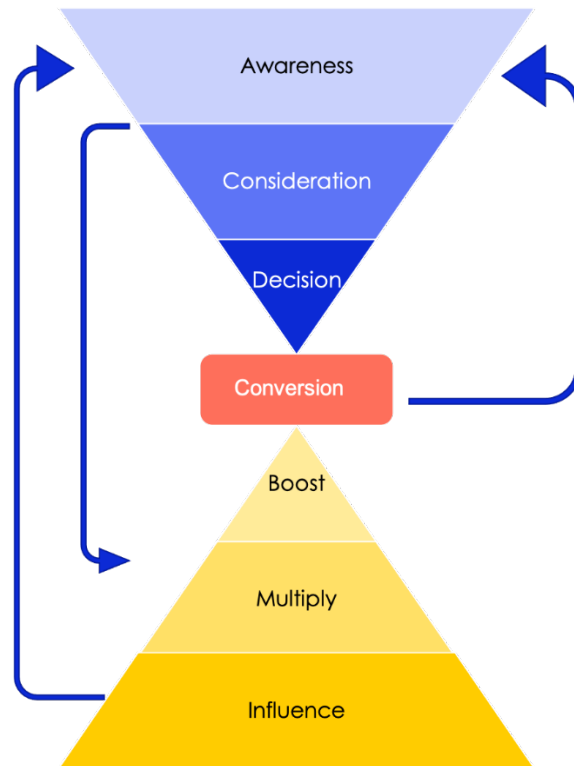 Awareness
Consideration
Decision
Conversion
Boost
Multiply
Influence